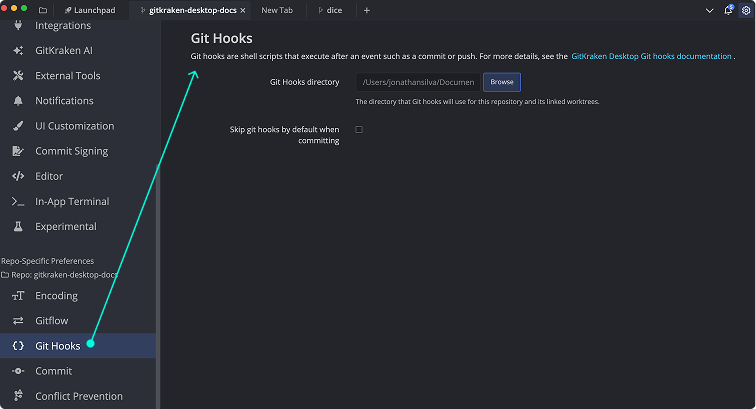 Launchpad
gitkraken-desktop-docs
New Tab
dice
Integrations
GitKraken AI
External Tools
Notifications
UI Customization
Commit Signing
Editor
In-App Terminal
Experimental
Repo-Specific Preferences
Repo: gitkraken-desktop-docs
Encoding
Gitflow
Git Hooks
Commit
Conflict Prevention
Git Hooks
Git hooks are shell scripts that execute after an event such as a commit or push. For more details, see the GitKraken Desktop Git hooks documentation .
Git Hooks directory
/Users/jonathansilva/Documen
Browse
The directory that Git hooks will use for this repository and its linked worktrees.
Skip git hooks by default when
committing